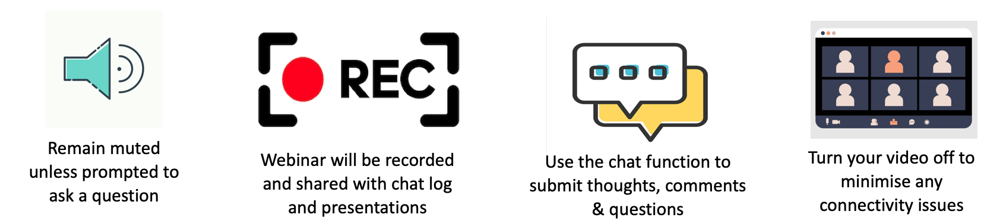 Remain muted
unless prompted to
ask a question
REC
Webinar will be recorded
and shared with chat log
and presentations
Use the chat function to
submit thoughts, comments
& questions
Turn your video off to
minimise any
connectivity issues